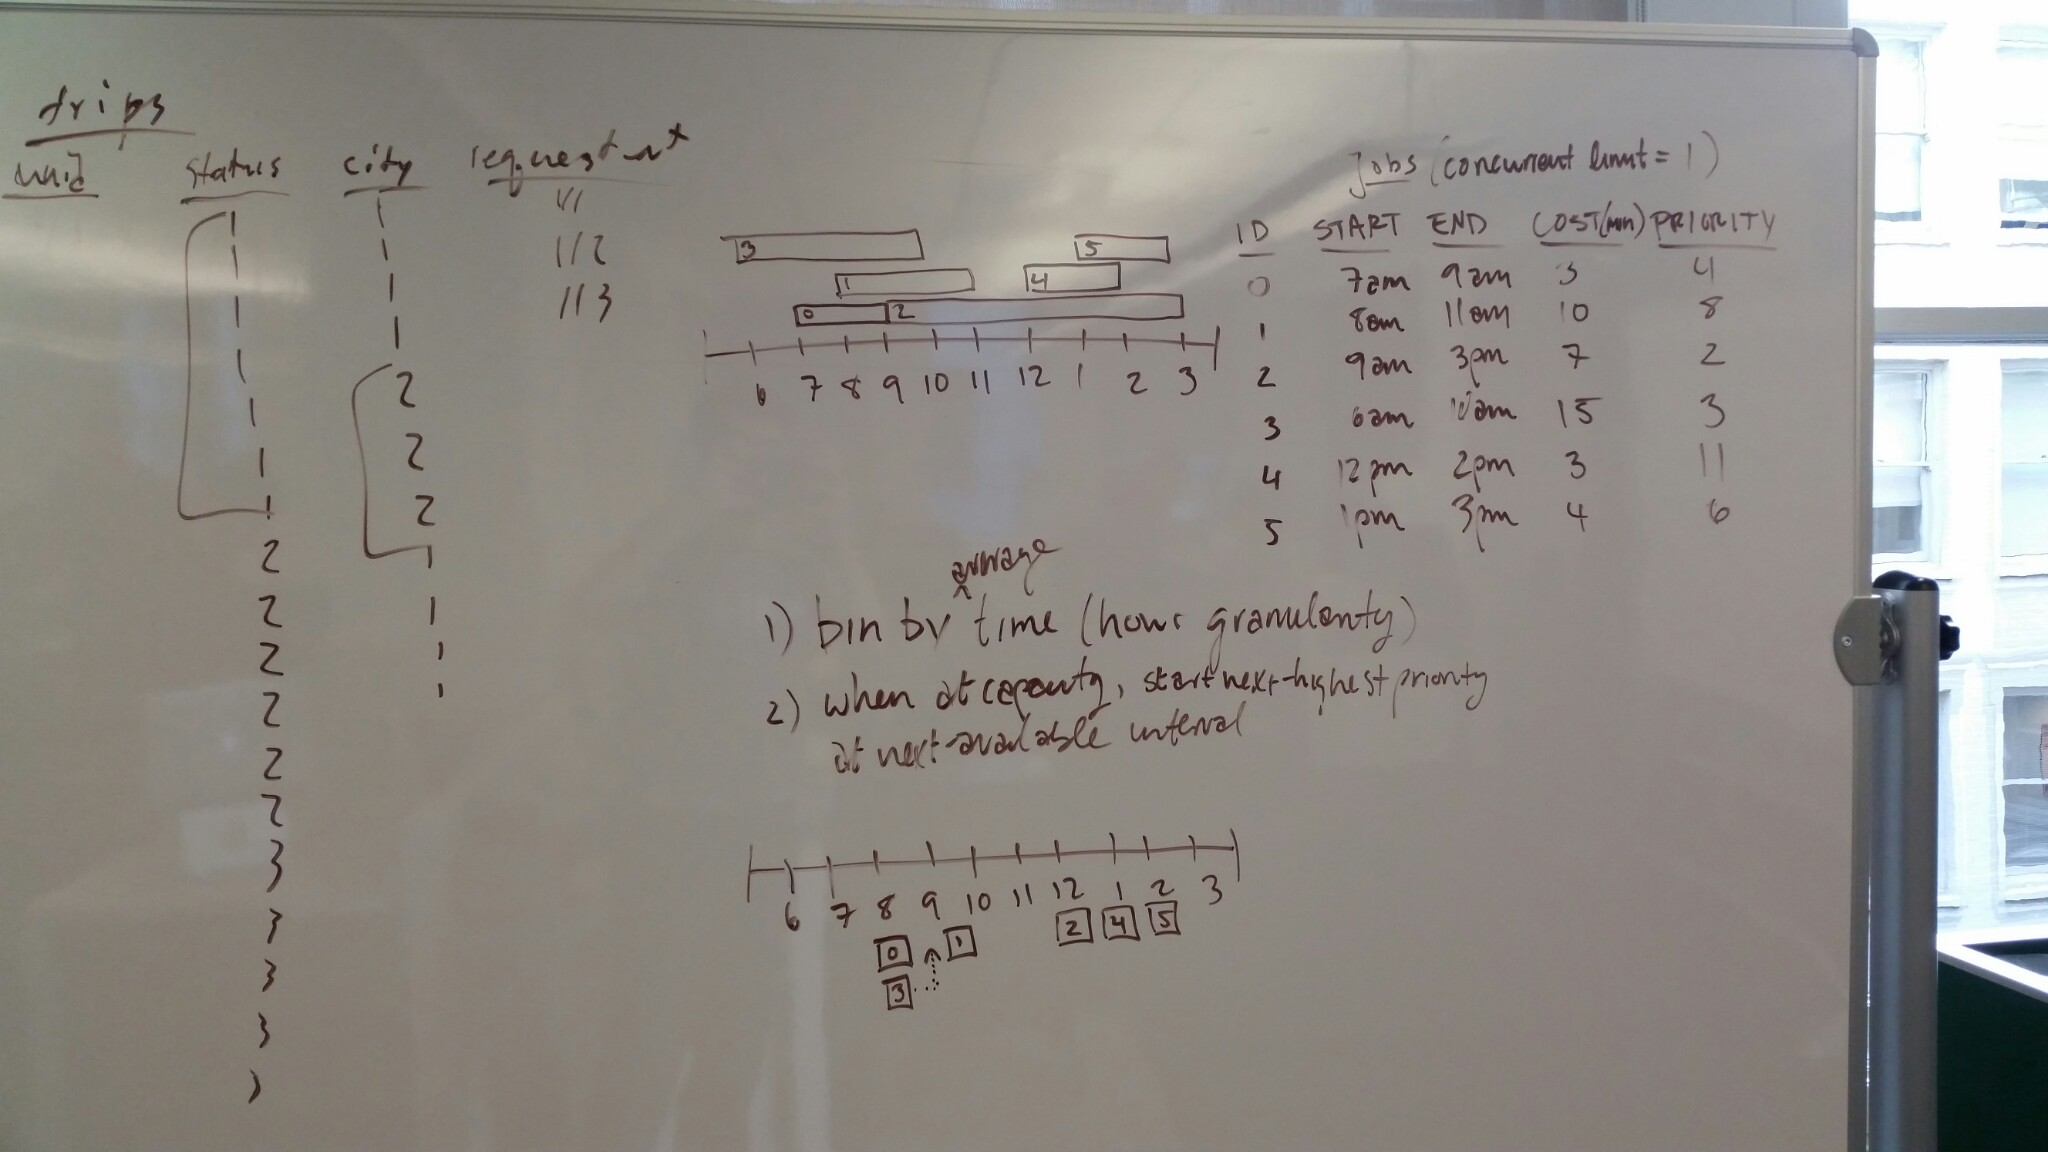 trips
uuid status city request_at
1 1 1/1
1 1 1/2
1 1 1/3
1 1
1 2
1 2
1 2
2 1
2 1
2 1
2 1
2
2
3
3
3
3
3 5
1 4
0 2
6 7 8 9 10 11 12 1 2 3
Jobs (concurrent limit = 1)
ID START END COST(min) PRIORITY
0 7am 9am 3 4
1 8am 11am 10 8
2 9am 3pm 7 2
3 6am 10am 15 3
4 12pm 2pm 3 11
5 1pm 3pm 4 6
average
1) bin by ^ time (hour granularity)
2) when at capacity, start next-highest priority
at next-available interval
6 7 8 9 10 11 12 1 2 3
0 1 2 4 5
3